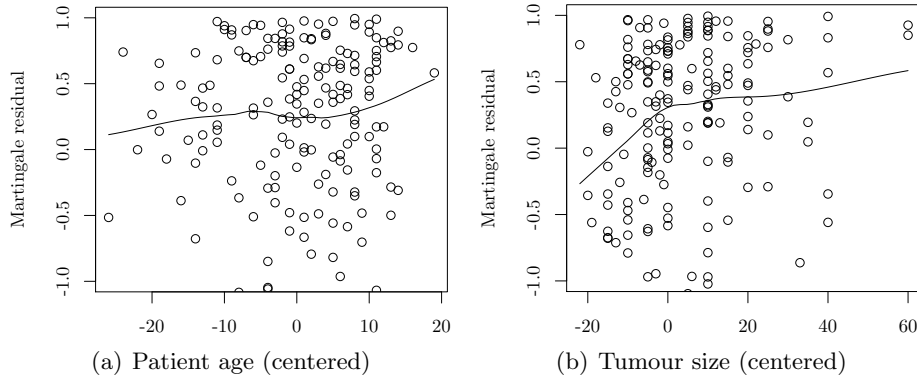 Martingale residual
1.0
0.5
0.0
-0.5
-1.0
-20 -10 0 10 20
(a) Patient age (centered)
Martingale residual
1.0
0.5
0.0
-0.5
-1.0
-20 0 20 40 60
(b) Tumour size (centered)